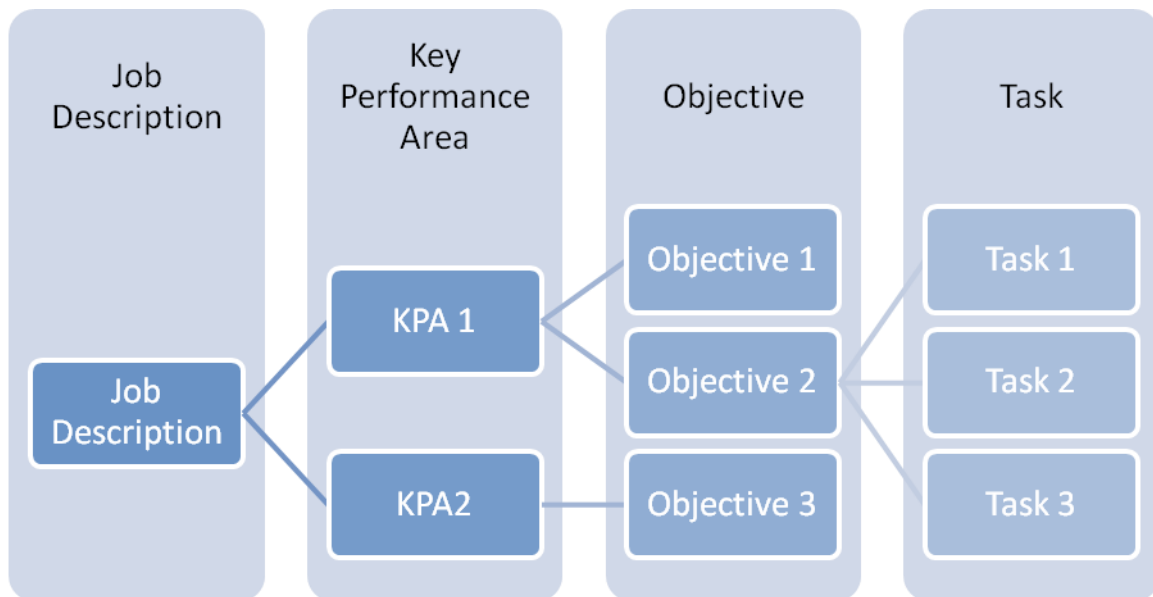 Job
Description
Key
Performance
Area
Objective
Task
Job
Description
KPA 1
KPA2
Objective 1
Objective 2
Objective 3
Task 1
Task 2
Task 3